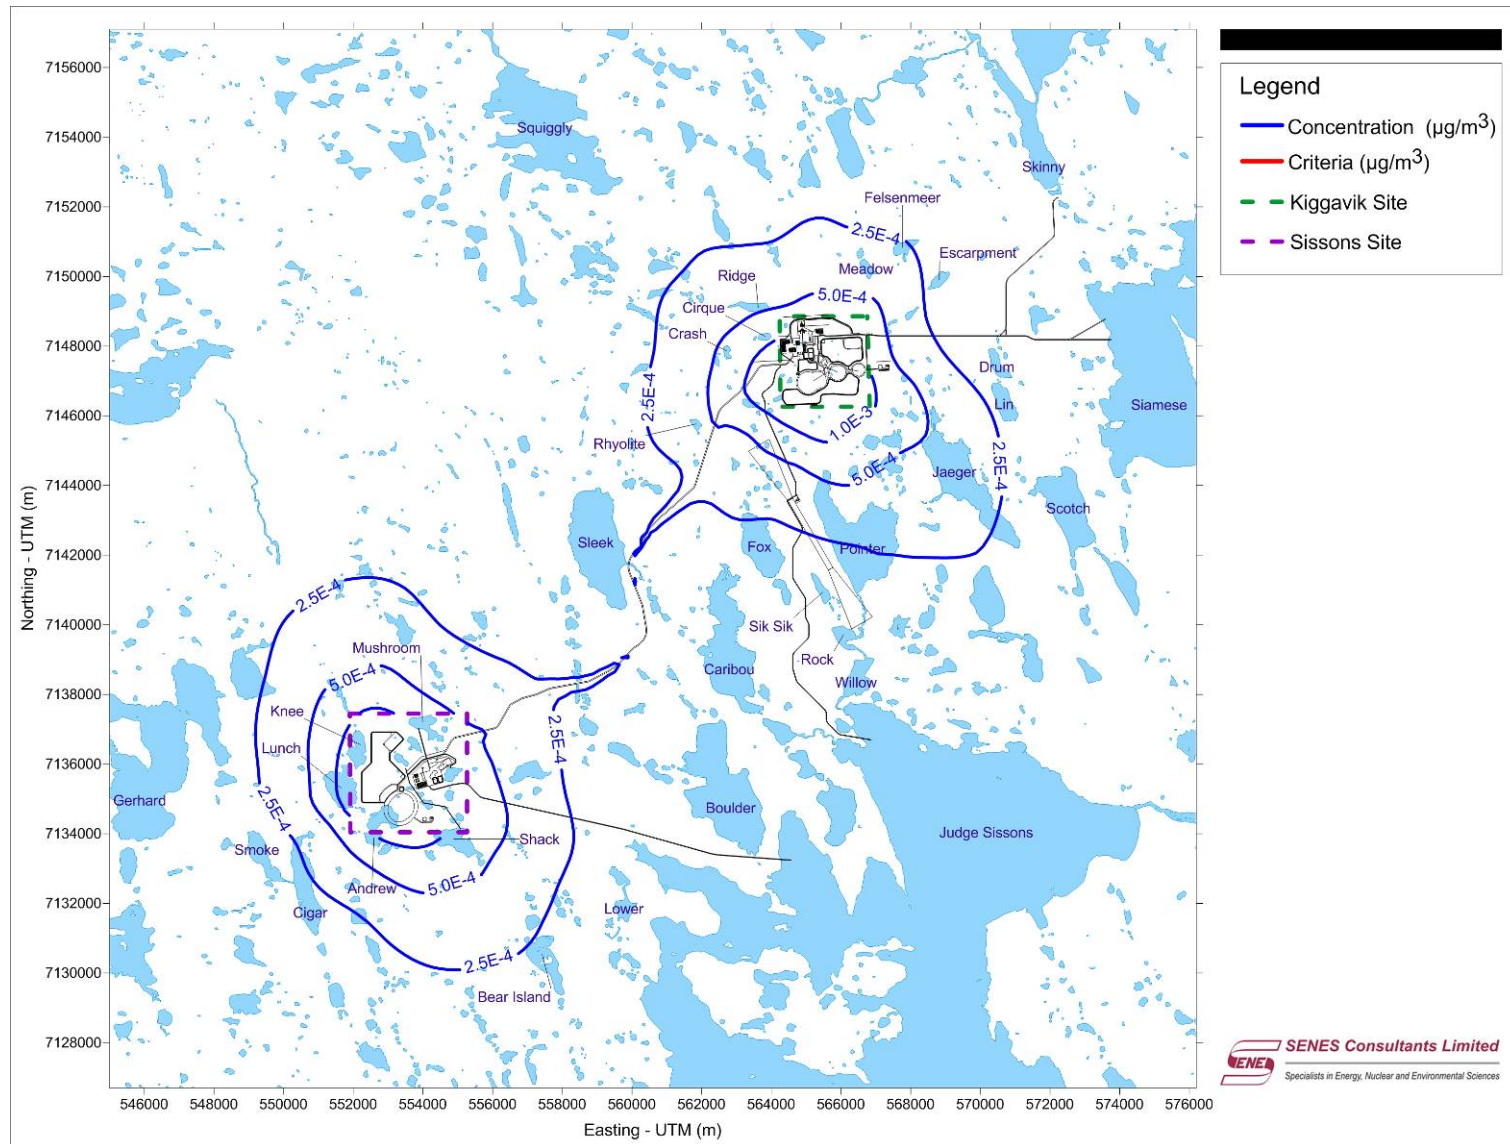 7156000
7154000
7152000
7150000
7148000
7146000
7144000
7142000
7140000
7138000
7136000
7134000
7132000
7130000
7128000
Northing - UTM (m)
546000 548000 550000 552000 554000 556000 558000 560000 562000 564000 566000 568000 570000 572000 574000 576000
Easting - UTM (m)
Squiggly
Skinny
Felsenmeer
2.5E-4
Escarpment
Meadow
Ridge
5.0E-4
Cirque
Crash
Drum
2.5E-4
Lin
Siamese
1.0E-3
Rhyolite
2.5E-4
5.0E-4
Jaeger
Scotch
Sleek
Fox
Pointer
2.5E-4
Sik Sik
Mushroom
Rock
Caribou
5.0E-4
Willow
Knee
2.5E-4
Lunch
Gerhard
2.5E-4
Boulder
Judge Sissons
Shack
Smoke
5.0E-4
Andrew
Cigar
Lower
2.5E-4
Bear Island
Legend
Concentration (µg/m³)
Criteria (µg/m³)
Kiggavik Site
Sissons Site
SENES
SENES Consultants Limited
Specialists in Energy, Nuclear and Environmental Sciences